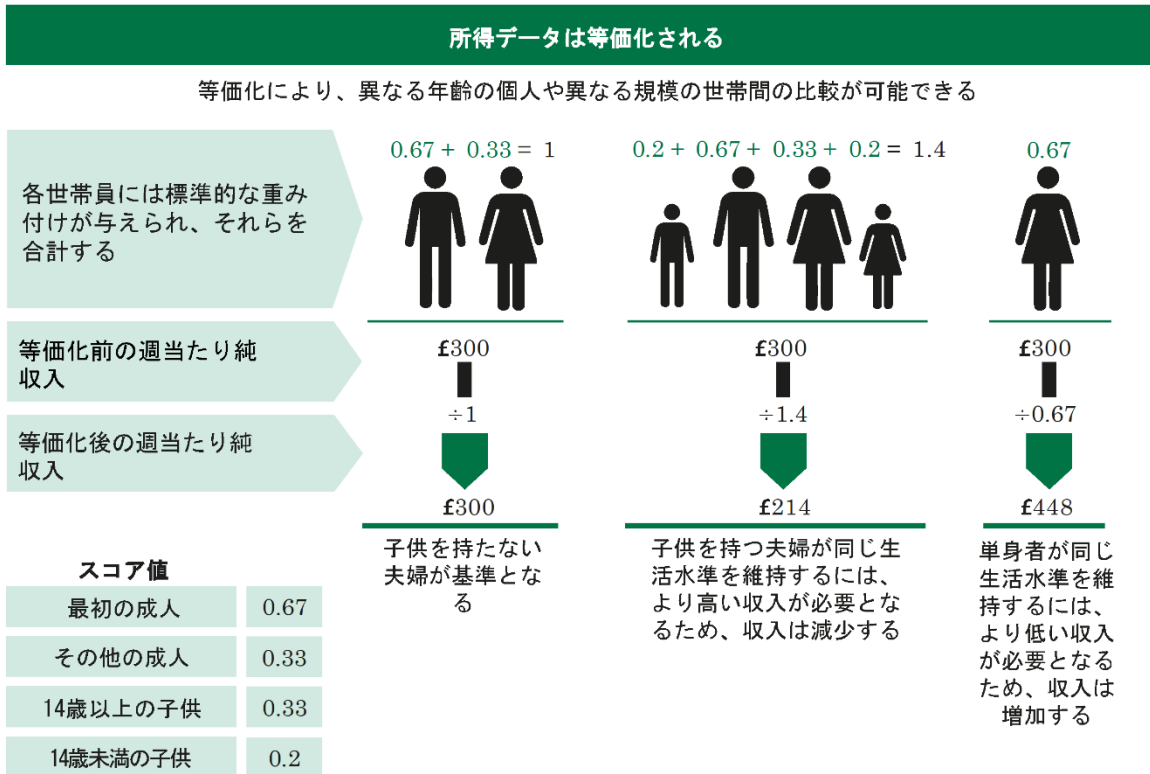 所得データは等価化される
等価化により、異なる年齢の個人や異なる規模の世帯間の比較が可能できる
各世帯員には標準的な重み
付けが与えられ、それらを
合計する
0.67 + 0.33 = 1
0.2 + 0.67 + 0.33 + 0.2 = 1.4
0.67
等価化前の週当たり純
収入
£300
£300
£300
÷1
÷1.4
÷0.67
等価化後の週当たり純
収入
£300
£214
£448
子供を持たない
夫婦が基準とな
る
子供を持つ夫婦が同じ生
活水準を維持するには、
より高い収入が必要とな
るため、収入は減少する
単身者が同じ
生活水準を維
持するには、
より低い収入
が必要となる
ため、収入は
増加する
スコア値
最初の成人 0.67
その他の成人 0.33
14歳以上の子供 0.33
14歳未満の子供 0.2